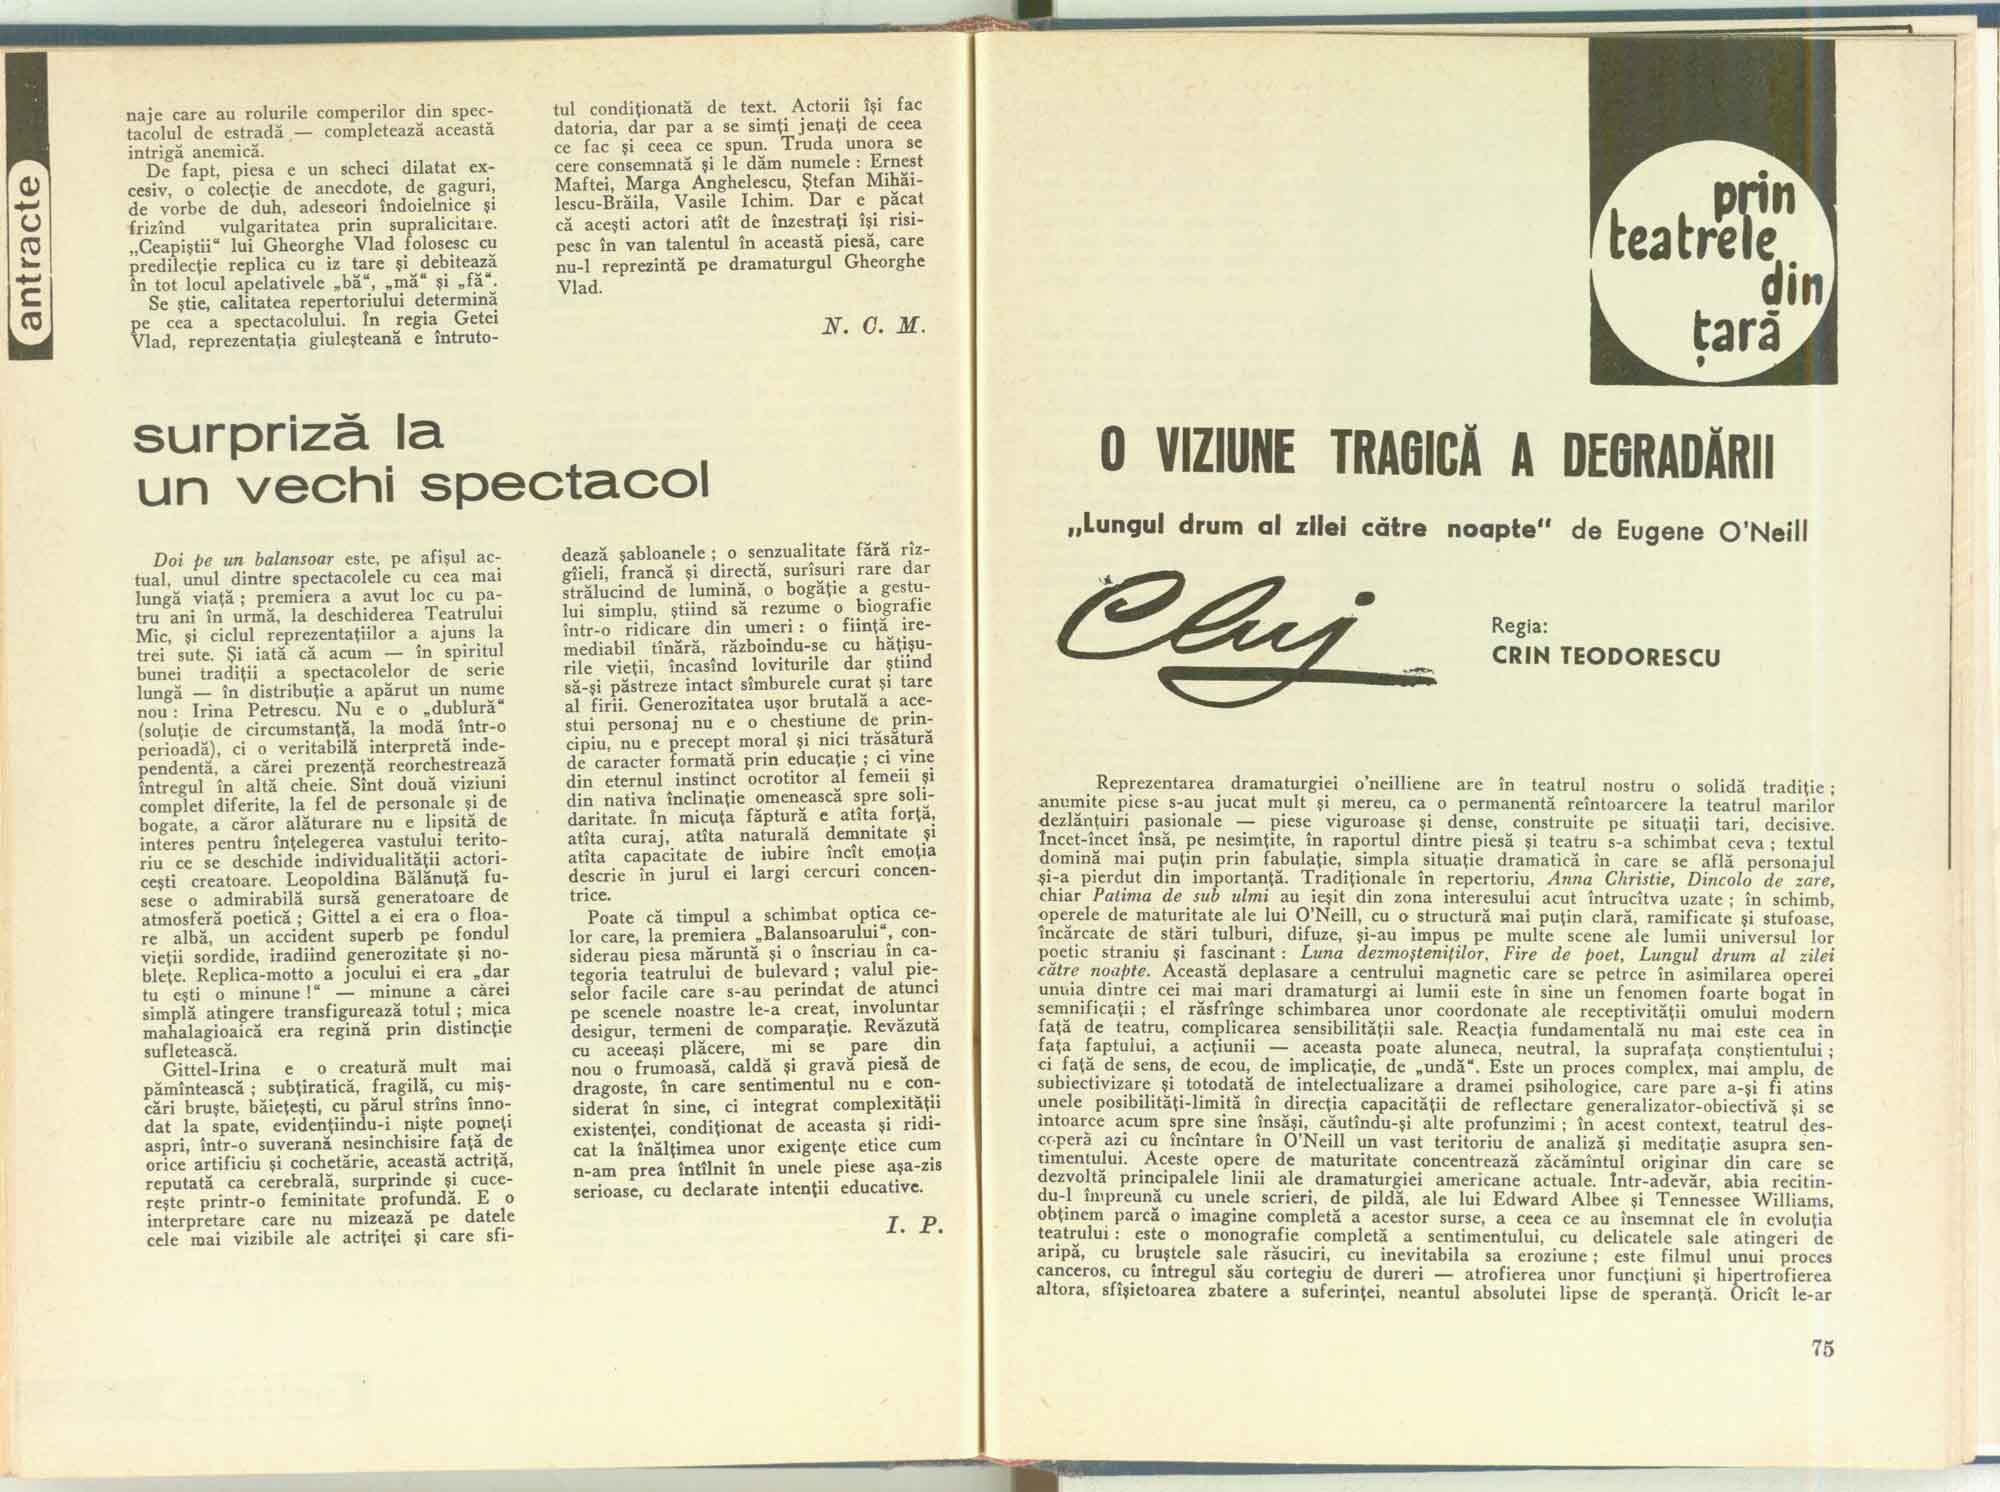 antracte
naje care au rolurile comperilor din spec-
tacolul de estradă — completează această
intrigă anemică.
De fapt, piesa e un scheci dilatat ex-
cesiv, o colecție de anecdote, de gaguri,
de vorbe de duh, adeseori îndoielnice și
frizînd vulgaritatea prin supralicitare.
„Ceapiștii“ lui Gheorghe Vlad folosesc cu
predilecție replica cu iz tare și debitează
în tot locul apelativele „bă“, „mă“ și „fă“.
Se știe, calitatea repertoriului determină
pe cea a spectacolului. În regia Getei
Vlad, reprezentația giuleșteană e întruto-
tul condiționată de text. Actorii își fac
datoria, dar par a se simți jenați de ceea
ce fac și ceea ce spun. Truda unora se
cere consemnată și le dăm numele : Ernest
Maftei, Marga Anghelescu, Ștefan Mihăi-
lescu-Brăila, Vasile Ichim. Dar e păcat
că acești actori atît de înzestrați își risi-
pesc în van talentul în această piesă, care
nu-l reprezintă pe dramaturgul Gheorghe
Vlad.
N. C. M.
surpriză la
un vechi spectacol
Doi pe un balansoar este, pe afișul ac-
tual, unul dintre spectacolele cu cea mai
lungă viață ; premiera a avut loc cu pa-
tru ani în urmă, la deschiderea Teatrului
Mic, și ciclul reprezentațiilor a ajuns la
trei sute. Și iată că acum — în spiritul
bunei tradiții a spectacolelor de serie
lungă — în distribuție a apărut un nume
nou : Irina Petrescu. Nu e o „dublură“
(soluție de circumstanță, la modă într-o
perioadă), ci o veritabilă interpretă inde-
pendentă, a cărei prezență reorchestrează
întregul în altă cheie. Sînt două viziuni
complet diferite, la fel de personale și de
bogate, a căror alăturare nu e lipsită de
interes pentru înțelegerea vastului terito-
riu ce se deschide individualității actori-
cești creatoare. Leopoldina Bălănuță fu-
sese o admirabilă sursă generatoare de
atmosferă poetică ; Gittel a ei era o floa-
re albă, un accident superb pe fondul
vieții sordide, iradiind generozitate și no-
blețe. Replica-motto a jocului ei era „dar
tu ești o minune !“ — minune a cărei
simplă atingere transfigurează totul ; mica
mahalagioaică era regină prin distincție
sufletească.
Gittel-Irina e o creatură mult mai
pămîntească ; subțiratică, fragilă, cu miș-
cări bruște, băiețești, cu părul strîns înno-
dat la spate, evidențiindu-i niște pomeți
aspri, într-o suverană nesinchisire față de
orice artificiu și cochetărie, această actriță,
reputată ca cerebrală, surprinde și cuce-
rește printr-o feminitate profundă. E o
interpretare care nu mizează pe datele
cele mai vizibile ale actriței și care sfi-
dează șabloanele ; o senzualitate fără rîz-
gîieli, francă și directă, surîsuri rare dar
strălucind de lumină, o bogăție a gestu-
lui simplu, știind să rezume o biografie
într-o ridicare din umeri : o ființă ire-
mediabil tînără, războindu-se cu hățișu-
rile vieții, încasînd loviturile dar știind
să-și păstreze intact sîmburele curat și tare
al firii. Generozitatea ușor brutală a ace-
stui personaj nu e o chestiune de prin-
cipiu, nu e precept moral și nici trăsătură
de caracter formată prin educație ; ci vine
din eternul instinct ocrotitor al femeii și
din nativa înclinație omenească spre soli-
daritate. În micuța făptură e atîta forță,
atîta curaj, atîta naturală demnitate și
atîta capacitate de iubire încît emoția
descrie în jurul ei largi cercuri concen-
trice.
Poate că timpul a schimbat optica ce-
lor care, la premiera „Balansoarului“, con-
siderau piesa măruntă și o înscriau în ca-
tegoria teatrului de bulevard ; valul pie-
selor facile care s-au perindat de atunci
pe scenele noastre le-a creat, involuntar
desigur, termeni de comparație. Revăzută
cu aceeași plăcere, mi se pare din
nou o frumoasă, caldă și gravă piesă de
dragoste, în care sentimentul nu e con-
siderat în sine, ci integrat complexității
existenței, condiționat de aceasta și ridi-
cat la înălțimea unor exigențe etice cum
n-am prea întîlnit în unele piese așa-zis
serioase, cu declarate intenții educative.
I. P.
prin
teatrele
din
țară
O VIZIUNE TRAGICĂ A DEGRADĂRII
„Lungul drum al zilei către noapte“ de Eugene O'Neill
Cluj
Regia:
CRIN TEODORESCU
Reprezentarea dramaturgiei o'neilliene are în teatrul nostru o solidă tradiție ;
anumite piese s-au jucat mult și mereu, ca o permanentă reîntoarcere la teatrul marilor
dezlănțuiri pasionale — piese viguroase și dense, construite pe situații tari, decisive.
Încet-încet însă, pe nesimțite, în raportul dintre piesă și teatru s-a schimbat ceva ; textul
domină mai puțin prin fabulație, simpla situație dramatică în care se află personajul
și-a pierdut din importanță. Tradiționale în repertoriu, Anna Christie, Dincolo de zare,
chiar Patima de sub ulmi au ieșit din zona interesului acut întrucîtva uzate ; în schimb,
operele de maturitate ale lui O'Neill, cu o structură mai puțin clară, ramificate și stufoase,
încărcate de stări tulburi, difuze, și-au impus pe multe scene ale lumii universul lor
poetic straniu și fascinant : Luna dezmoșteniților, Fire de poet, Lungul drum al zilei
către noapte. Această deplasare a centrului magnetic care se petrce în asimilarea operei
unuia dintre cei mai mari dramaturgi ai lumii este în sine un fenomen foarte bogat în
semnificații ; el răsfrînge schimbarea unor coordonate ale receptivității omului modern
față de teatru, complicarea sensibilității sale. Reacția fundamentală nu mai este cea în
fața faptului, a acțiunii — aceasta poate aluneca, neutral, la suprafața conștientului ;
ci față de sens, de ecou, de implicație, de „undă“. Este un proces complex, mai amplu, de
subiectivizare și totodată de intelectualizare a dramei psihologice, care pare a-și fi atins
unele posibilități-limită în direcția capacității de reflectare generalizator-obiectivă și se
întoarce acum spre sine însăși, căutîndu-și alte profunzimi ; în acest context, teatrul des-
coperă azi cu încîntare în O'Neill un vast teritoriu de analiză și meditație asupra sen-
timentului. Aceste opere de maturitate concentrează zăcămîntul originar din care se
dezvoltă principalele linii ale dramaturgiei americane actuale. Într-adevăr, abia recitin-
du-l împreună cu unele scrieri, de pildă, ale lui Edward Albee și Tennessee Williams,
obținem parcă o imagine completă a acestor surse, a ceea ce au însemnat ele în evoluția
teatrului : este o monografie completă a sentimentului, cu delicatele sale atingeri de
aripă, cu bruștele sale răsuciri, cu inevitabila sa eroziune ; este filmul unui proces
canceros, cu întregul său cortegiu de dureri — atrofierea unor funcțiuni și hipertrofierea
altora, sfîșietoarea zbatere a suferinței, neantul absolutei lipse de speranță. Oricît le-ar
75